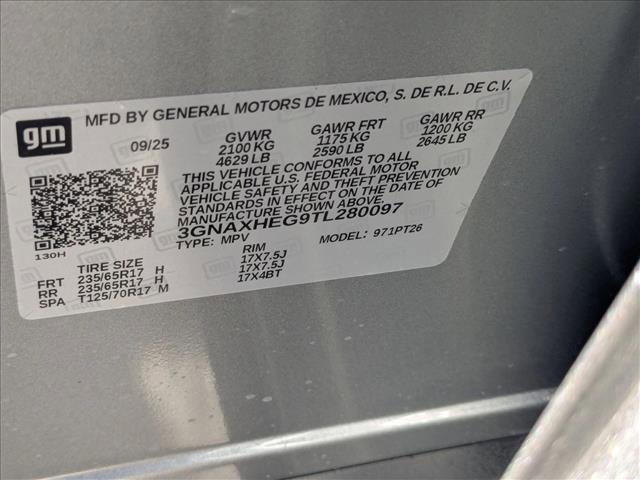 gm
MFD BY GENERAL MOTORS DE MEXICO, S. DE R.L. DE C.V.
09/25 GVWR GAWR FRT GAWR RR
2100 KG 1175 KG 1200 KG
4629 LB 2590 LB 2645 LB
THIS VEHICLE CONFORMS TO ALL
APPLICABLE U.S. FEDERAL MOTOR
VEHICLE SAFETY AND THEFT PREVENTION
STANDARDS IN EFFECT ON THE DATE OF
MANUFACTURE SHOWN ABOVE.
3GNAXHEG9TL280097
130H
TYPE: MPV MODEL: 971PT26
TIRE SIZE RIM
FRT 235/65R17 H 17X7.5J
RR 235/65R17 H 17X7.5J
SPA T125/70R17 M 17X4BT